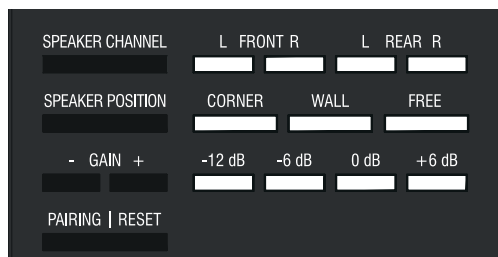 SPEAKER CHANNEL L FRONT R L REAR R
SPEAKER POSITION CORNER WALL FREE
- GAIN + -12 dB -6 dB 0 dB +6 dB
PAIRING | RESET